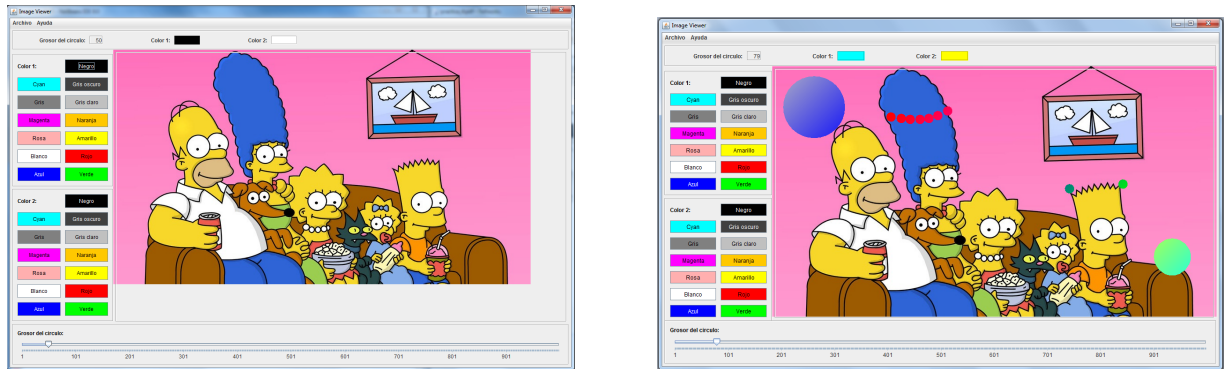 Image Viewer
Archivo Ayuda
Grosor del círculo: 50 Color 1: Color 2:
Color 1: Negro
Cyan Gris oscuro
Gris Gris claro
Magenta Naranja
Rosa Amarillo
Blanco Rojo
Azul Verde
Color 2: Negro
Cyan Gris oscuro
Gris Gris claro
Magenta Naranja
Rosa Amarillo
Blanco Rojo
Azul Verde
Grosor del círculo:
1 101 201 301 401 501 601 701 801 901
Image Viewer
Archivo Ayuda
Grosor del círculo: 79 Color 1: Color 2:
Color 1: Negro
Cyan Gris oscuro
Gris Gris claro
Magenta Naranja
Rosa Amarillo
Blanco Rojo
Azul Verde
Color 2: Negro
Cyan Gris oscuro
Gris Gris claro
Magenta Naranja
Rosa Amarillo
Blanco Rojo
Azul Verde
Grosor del círculo:
1 101 201 301 401 501 601 701 801 901